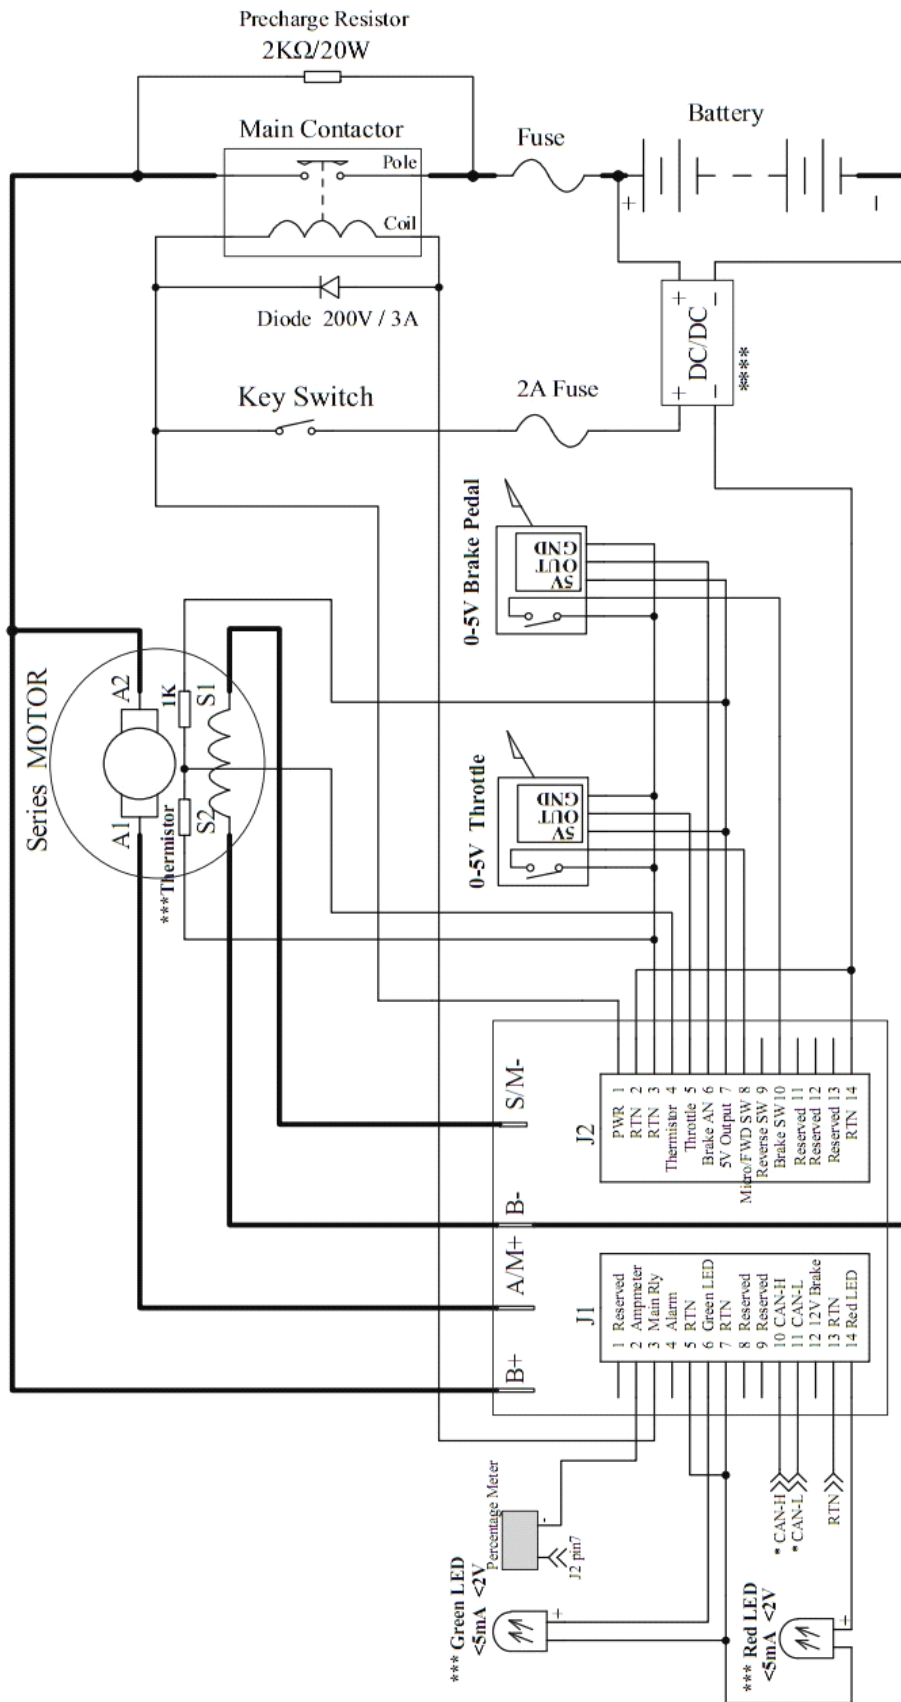 Precharge Resistor
2KΩ/20W
Main Contactor
Pole
Coil
Fuse
Battery
+
−
Diode 200V / 3A
Key Switch
2A Fuse
+ −
DC/DC
+ −
****
0-5V Brake Pedal
GND
OUT
5V
Series MOTOR
A2
A1
1K
S1
S2
***Thermistor
0-5V Throttle
GND
OUT
5V
S/M-
B-
A/M+
B+
J2
PWR 1
RTN 2
RTN 3
Thermistor 4
Throttle 5
Brake AN 6
5V Output 7
Micro/FWD SW 8
Reverse SW 9
Brake SW10
Reserved 11
Reserved 12
Reserved 13
RTN 14
J1
1 Reserved
2 Ampmeter
3 Main Rly
4 Alarm
5 RTN
6 Green LED
7 RTN
8 Reserved
9 Reserved
10 CAN-H
11 CAN-L
12 12V Brake
13 RTN
14 Red LED
Percentage Meter
-
J2 pin7
* CAN-H
* CAN-L
RTN
*** Green LED
<5mA <2V
+
*** Red LED
<5mA <2V
+